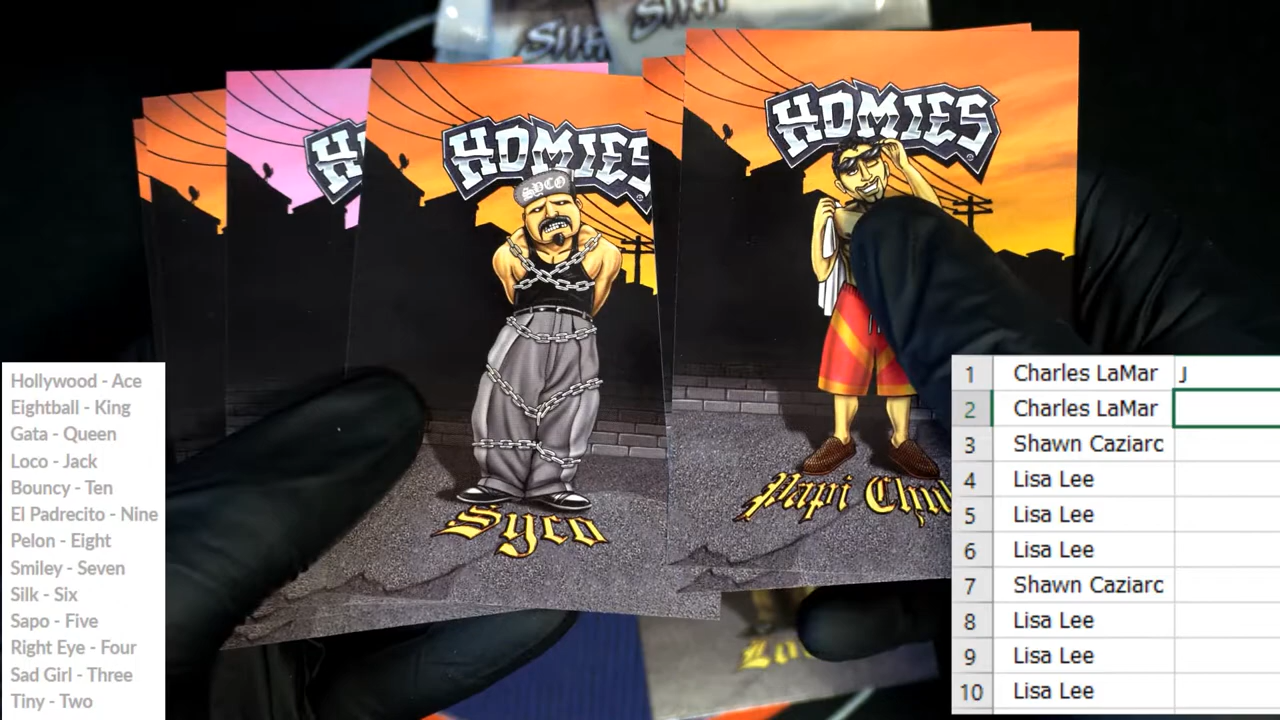 HOMIES
SYCO
Syco
HOMIES
Papi
Hollywood - Ace
Eightball - King
Gata - Queen
Loco - Jack
Bouncy - Ten
El Padrecito - Nine
Pelon - Eight
Smiley - Seven
Silk - Six
Sapo - Five
Right Eye - Four
Sad Girl - Three
Tiny - Two
1 Charles LaMar J
2 Charles LaMar
3 Shawn Caziarc
4 Lisa Lee
5 Lisa Lee
6 Lisa Lee
7 Shawn Caziarc
8 Lisa Lee
9 Lisa Lee
10 Lisa Lee